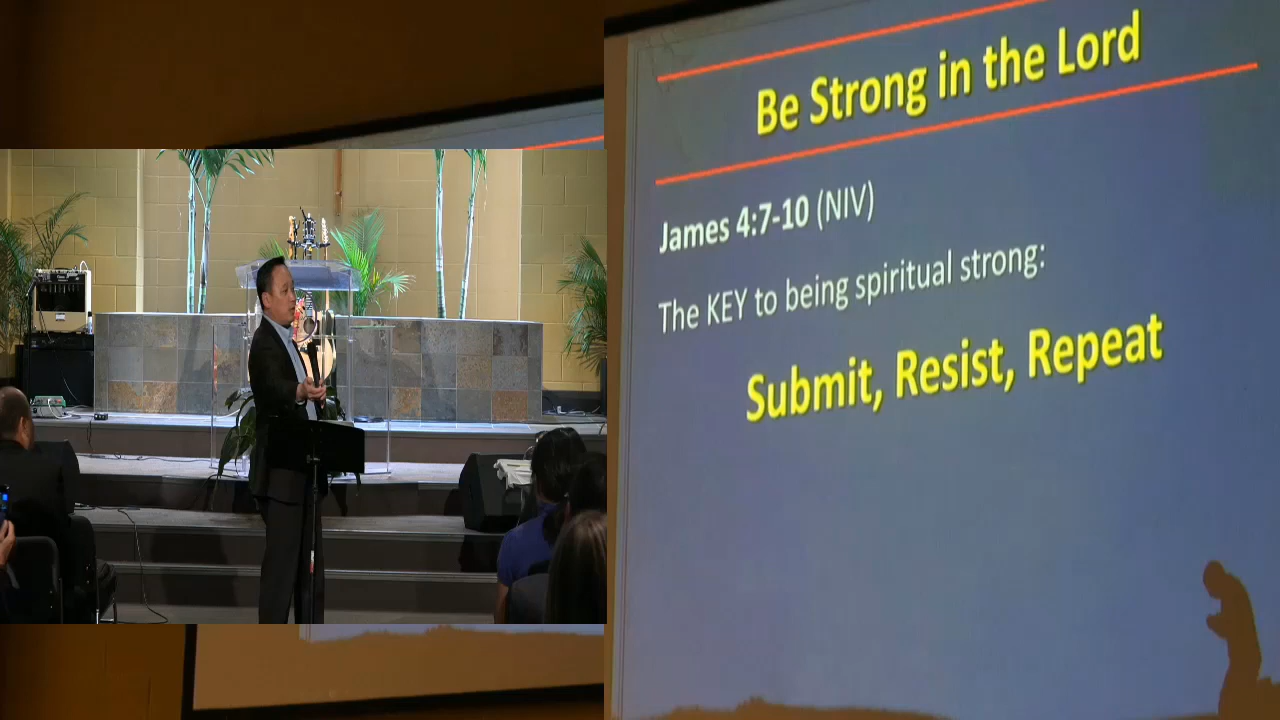 Be Strong in the Lord
James 4:7-10 (NIV)
The KEY to being spiritual strong:
Submit, Resist, Repeat